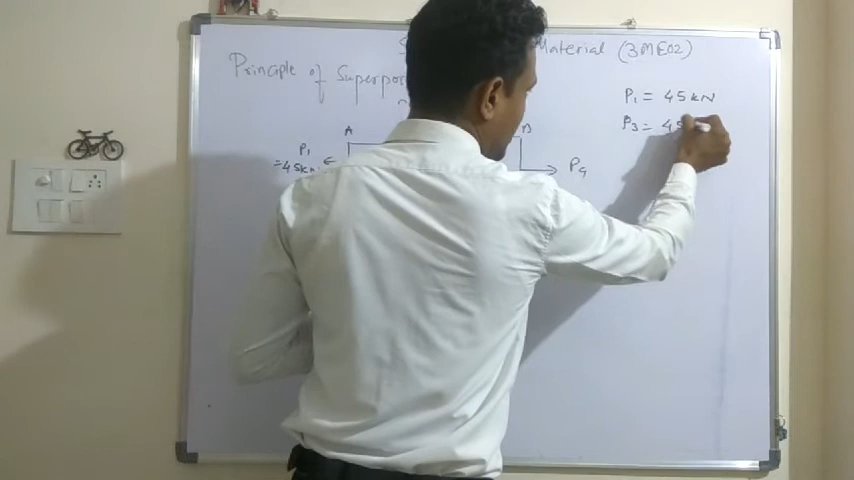 Material (3ME02)
Principle of Superpo
P1 = 45 kN
P3 = 45
A
B
P1
=45kN
P4